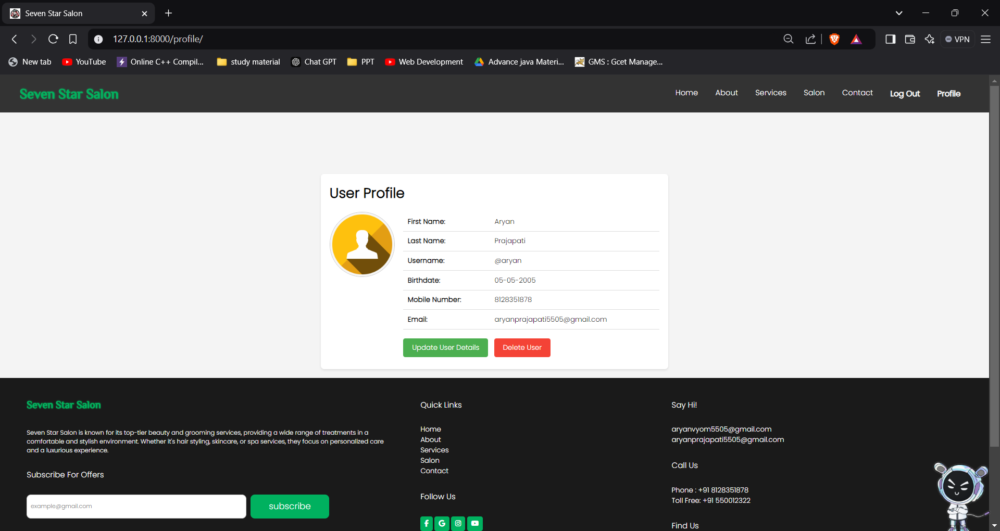 Seven Star Salon
127.0.0.1:8000/profile/
VPN
New tab
YouTube
Online C++ Compil...
study material
Chat GPT
PPT
Web Development
Advance java Materi...
GMS : Gcet Manage...
Seven Star Salon
Home
About
Services
Salon
Contact
Log Out
Profile
User Profile
First Name: Aryan
Last Name: Prajapati
Username: @aryan
Birthdate: 05-05-2005
Mobile Number: 8128351878
Email: aryanprajapati5505@gmail.com
Update User Details
Delete User
Seven Star Salon
Seven Star Salon is known for its top-tier beauty and grooming services, providing a wide range of treatments in a
comfortable and stylish environment. Whether it's hair styling, skincare, or spa services, they focus on personalized care
and a luxurious experience.
Subscribe For Offers
example@gmail.com
subscribe
Quick Links
Home
About
Services
Salon
Contact
Follow Us
Say Hi!
aryanvyom5505@gmail.com
aryanprajapati5505@gmail.com
Call Us
Phone : +91 8128351878
Toll Free: +91 550012322
Find Us